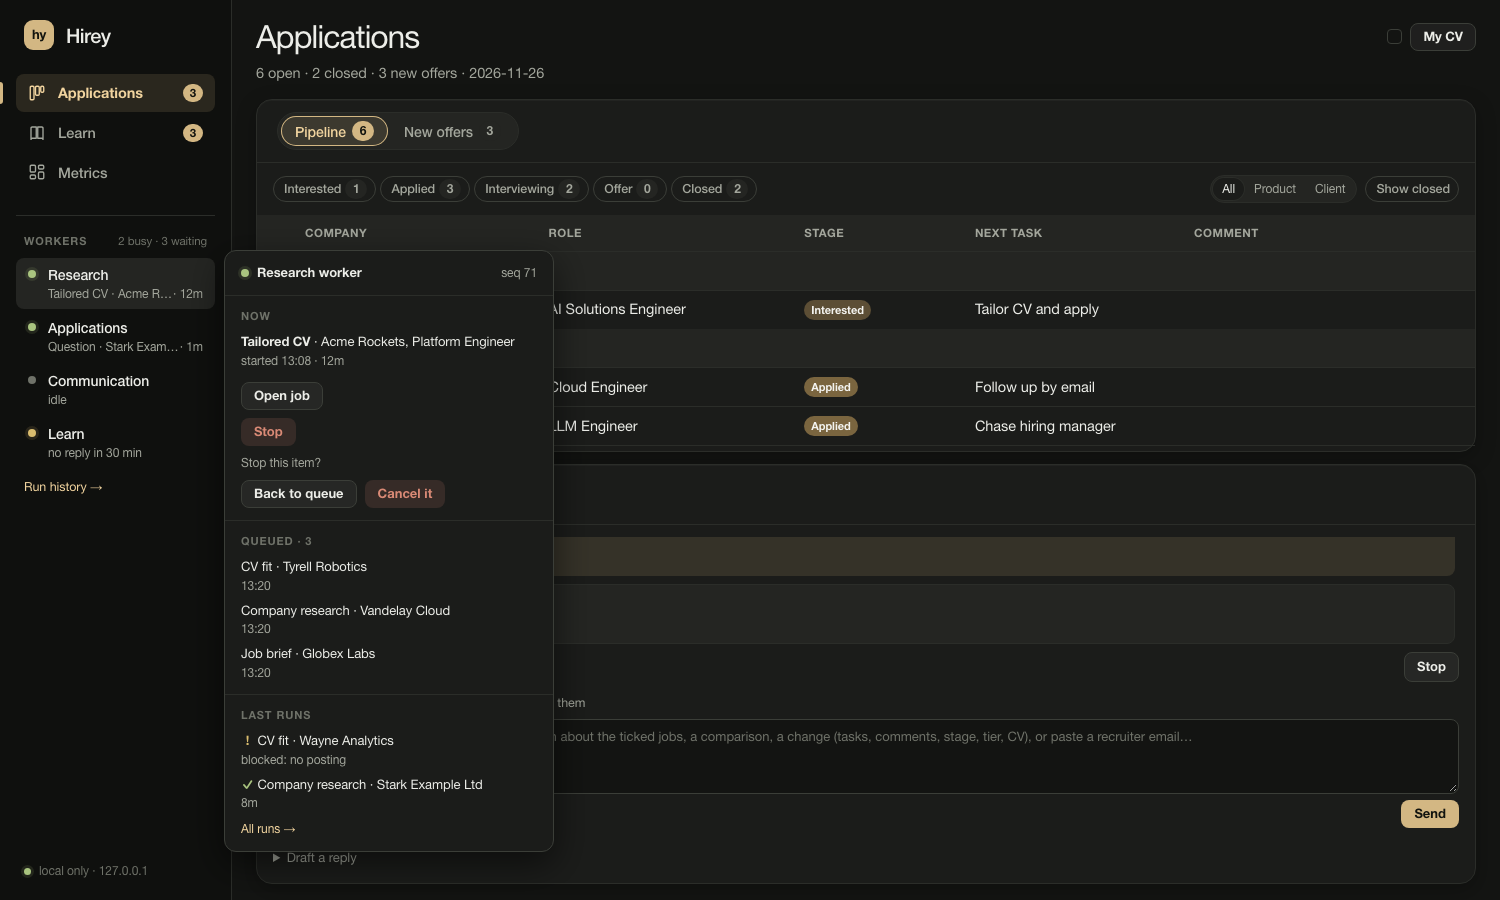 hy Hirey
Applications 3
Learn 3
Metrics
WORKERS 2 busy · 3 waiting
Research
Tailored CV · Acme R… · 12m
Applications
Question · Stark Exam… · 1m
Communication
idle
Learn
no reply in 30 min
Run history →
local only · 127.0.0.1
Applications
6 open · 2 closed · 3 new offers · 2026-11-26
My CV
Pipeline 6 New offers 3
Interested 1 Applied 3 Interviewing 2 Offer 0 Closed 2 All Product Client Show closed
COMPANY ROLE STAGE NEXT TASK COMMENT
AI Solutions Engineer Interested Tailor CV and apply
Cloud Engineer Applied Follow up by email
LLM Engineer Applied Chase hiring manager
Research worker seq 71
NOW
Tailored CV · Acme Rockets, Platform Engineer
started 13:08 · 12m
Open job
Stop
Stop this item?
Back to queue Cancel it
QUEUED · 3
CV fit · Tyrell Robotics
13:20
Company research · Vandelay Cloud
13:20
Job brief · Globex Labs
13:20
LAST RUNS
! CV fit · Wayne Analytics
blocked: no posting
✓ Company research · Stark Example Ltd
8m
All runs →
Stop
them
about the ticked jobs, a comparison, a change (tasks, comments, stage, tier, CV), or paste a recruiter email…
Send
▶ Draft a reply